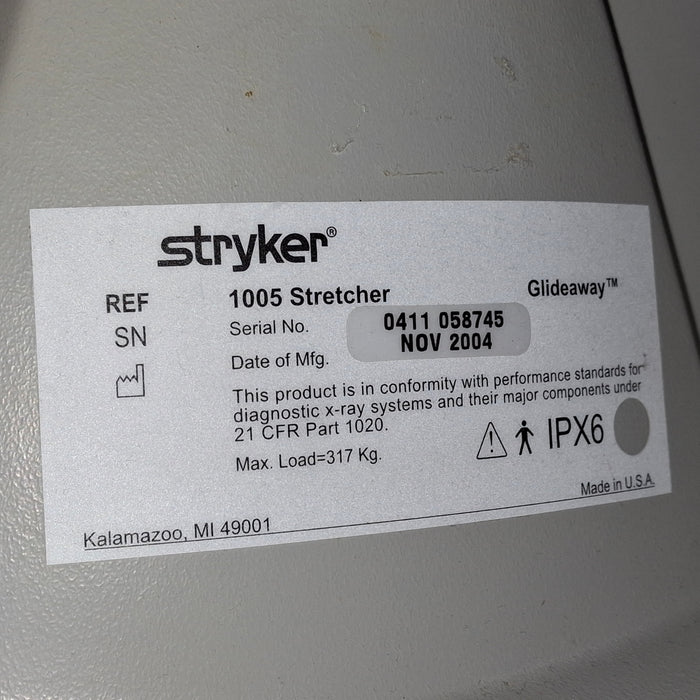 stryker®
REF 1005 Stretcher Glideaway™
SN Serial No. 0411 058745
Date of Mfg. NOV 2004
This product is in conformity with performance standards for
diagnostic x-ray systems and their major components under
21 CFR Part 1020.
Max. Load=317 Kg.
IPX6
Made in U.S.A.
Kalamazoo, MI 49001